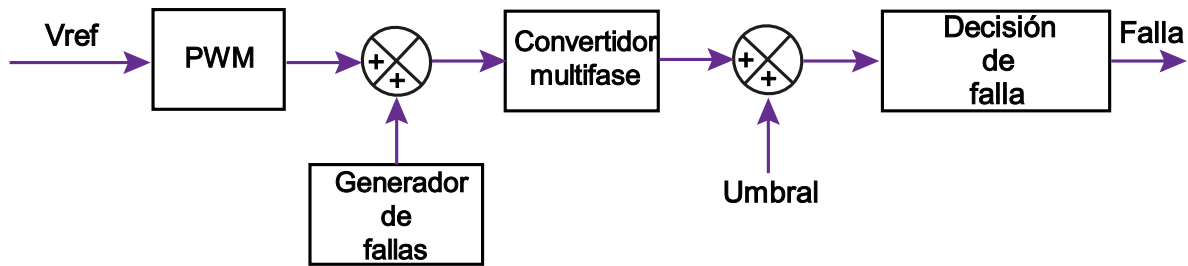 Vref
PWM
+
+
Generador
de
fallas
Convertidor
multifase
+
+
Umbral
Decisión
de
falla
Falla